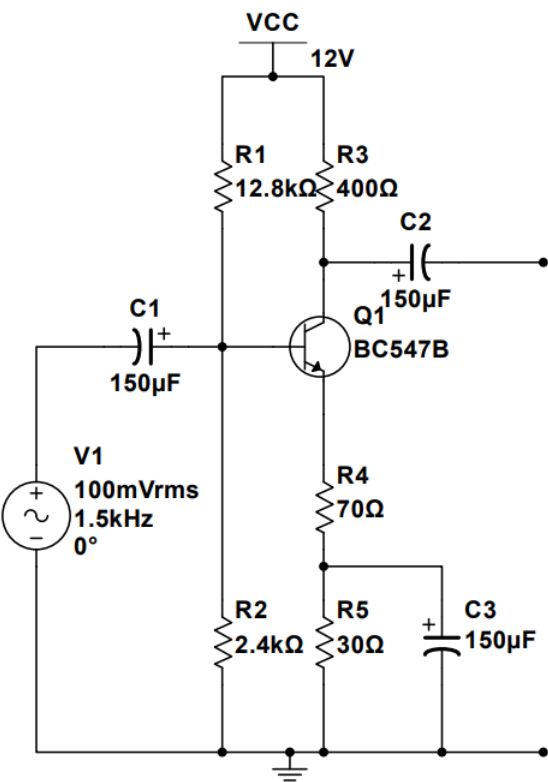 VCC
12V
R1
12.8kΩ
R3
400Ω
C2
+
150µF
C1
+
150µF
Q1
BC547B
V1
+
100mVrms
1.5kHz
0°
R4
70Ω
R2
2.4kΩ
R5
30Ω
C3
+
150µF